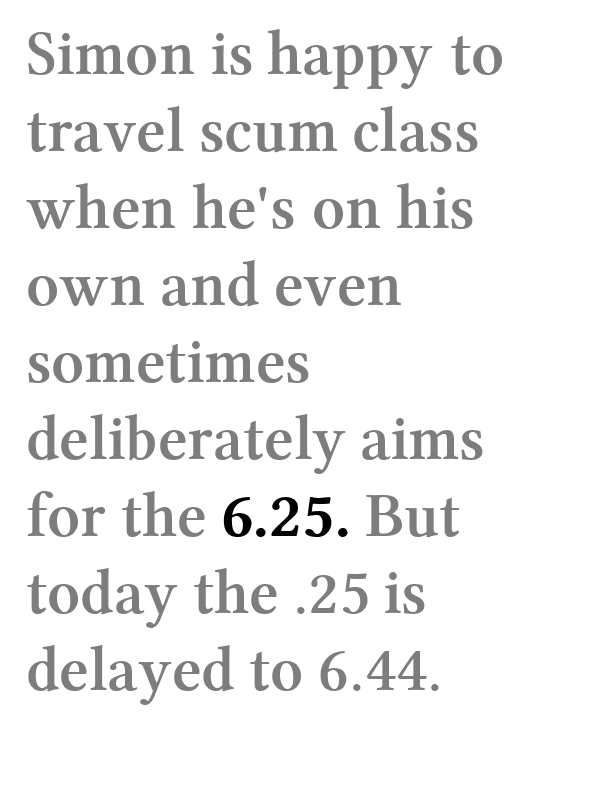 Simon is happy to
travel scum class
when he's on his
own and even
sometimes
deliberately aims
for the 6.25. But
today the .25 is
delayed to 6.44.